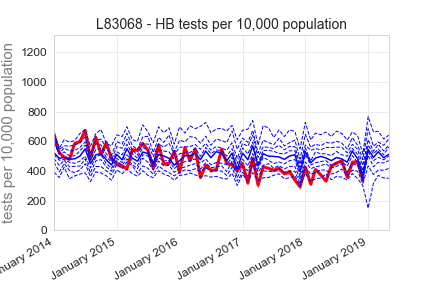 L83068 - HB tests per 10,000 population
tests per 10,000 population
1200
1000
800
600
400
200
0
January 2015
January 2016
January 2017
January 2018
January 2019